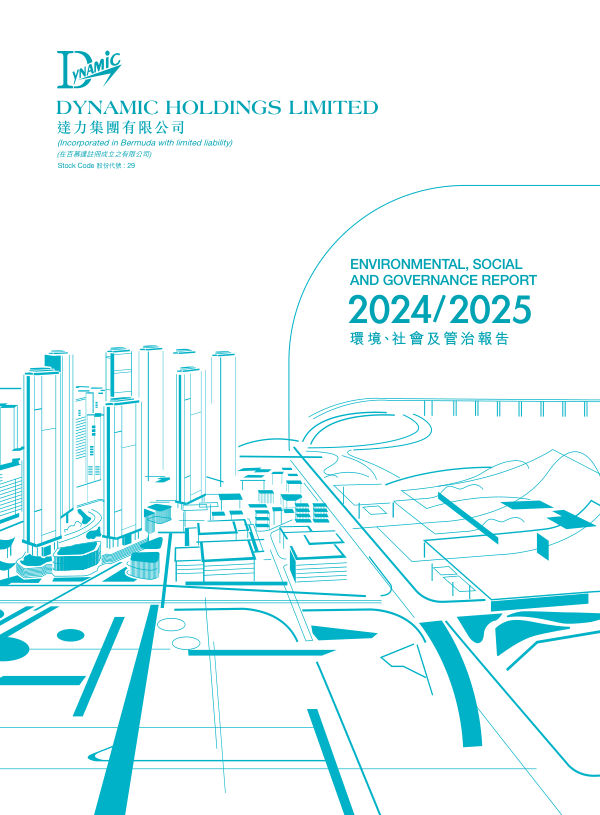 DYNAMIC
DYNAMIC HOLDINGS LIMITED
達力集團有限公司
(Incorporated in Bermuda with limited liability)
(在百慕達註冊成立之有限公司)
Stock Code 股份代號 : 29
ENVIRONMENTAL, SOCIAL
AND GOVERNANCE REPORT
2024/2025
環境、社會及管治報告